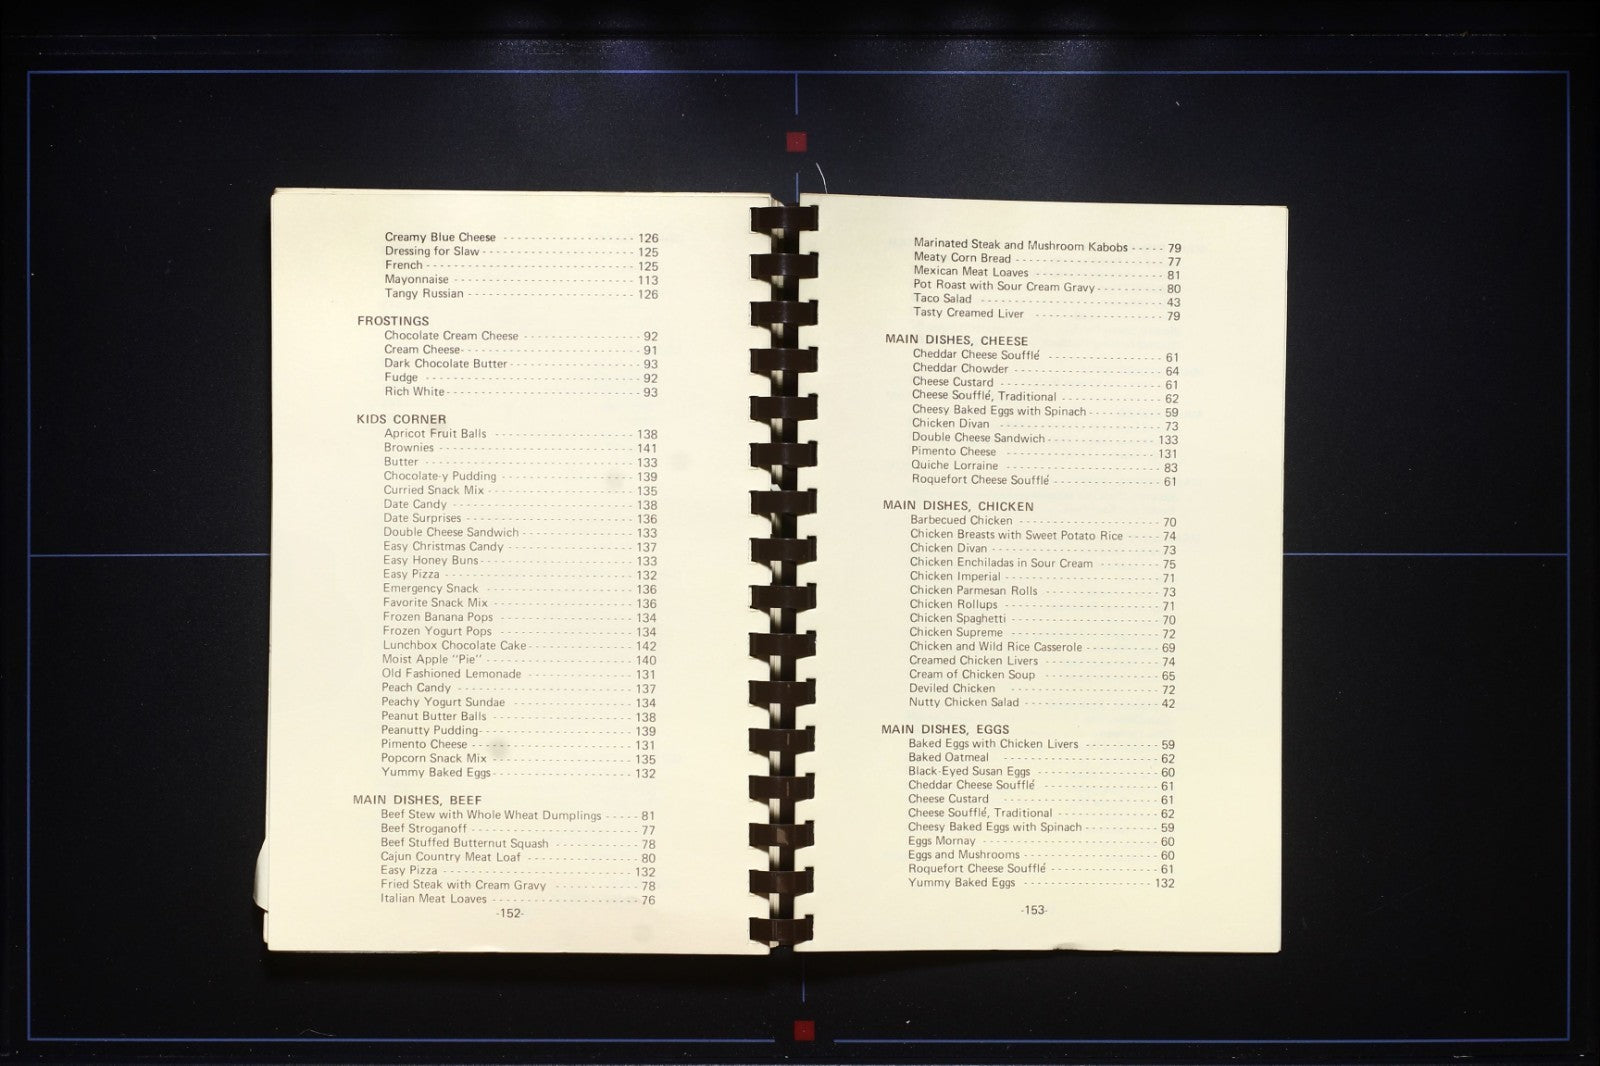 Creamy Blue Cheese - - - - - - - - - - - - - - - - - - - 126
Dressing for Slaw - - - - - - - - - - - - - - - - - - - - - - 125
French - - - - - - - - - - - - - - - - - - - - - - - - - - - - - - 125
Mayonnaise - - - - - - - - - - - - - - - - - - - - - - - - - - 113
Tangy Russian - - - - - - - - - - - - - - - - - - - - - - - - 126
FROSTINGS
Chocolate Cream Cheese - - - - - - - - - - - - - - - - - 92
Cream Cheese - - - - - - - - - - - - - - - - - - - - - - - - - - 91
Dark Chocolate Butter - - - - - - - - - - - - - - - - - - - 93
Fudge - - - - - - - - - - - - - - - - - - - - - - - - - - - - - - - 92
Rich White - - - - - - - - - - - - - - - - - - - - - - - - - - - - 93
KIDS CORNER
Apricot Fruit Balls - - - - - - - - - - - - - - - - - - - - 138
Brownies - - - - - - - - - - - - - - - - - - - - - - - - - - - - 141
Butter - - - - - - - - - - - - - - - - - - - - - - - - - - - - - - - 133
Chocolate-y Pudding - - - - - - - - - - - - - - - - - - - - 139
Curried Snack Mix - - - - - - - - - - - - - - - - - - - - - 135
Date Candy - - - - - - - - - - - - - - - - - - - - - - - - - - 138
Date Surprises - - - - - - - - - - - - - - - - - - - - - - - - 136
Double Cheese Sandwich - - - - - - - - - - - - - - - - 133
Easy Christmas Candy - - - - - - - - - - - - - - - - - - - 137
Easy Honey Buns - - - - - - - - - - - - - - - - - - - - - - - 133
Easy Pizza - - - - - - - - - - - - - - - - - - - - - - - - - - - 132
Emergency Snack - - - - - - - - - - - - - - - - - - - - - - 136
Favorite Snack Mix - - - - - - - - - - - - - - - - - - - - - 136
Frozen Banana Pops - - - - - - - - - - - - - - - - - - - - 134
Frozen Yogurt Pops - - - - - - - - - - - - - - - - - - - - 134
Lunchbox Chocolate Cake - - - - - - - - - - - - - - - - 142
Moist Apple "Pie" - - - - - - - - - - - - - - - - - - - - - 140
Old Fashioned Lemonade - - - - - - - - - - - - - - - - 131
Peach Candy - - - - - - - - - - - - - - - - - - - - - - - - - 137
Peachy Yogurt Sundae - - - - - - - - - - - - - - - - - - 134
Peanut Butter Balls - - - - - - - - - - - - - - - - - - - - - 138
Peanutty Pudding - - - - - - - - - - - - - - - - - - - - - - 139
Pimento Cheese - - - - - - - - - - - - - - - - - - - - - - - 131
Popcorn Snack Mix - - - - - - - - - - - - - - - - - - - - - 135
Yummy Baked Eggs - - - - - - - - - - - - - - - - - - - - - 132
MAIN DISHES, BEEF
Beef Stew with Whole Wheat Dumplings - - - - - 81
Beef Stroganoff - - - - - - - - - - - - - - - - - - - - - - - - 77
Beef Stuffed Butternut Squash - - - - - - - - - - - - - 78
Cajun Country Meat Loaf - - - - - - - - - - - - - - - - 80
Easy Pizza - - - - - - - - - - - - - - - - - - - - - - - - - - - - 132
Fried Steak with Cream Gravy - - - - - - - - - - - - 78
Italian Meat Loaves - - - - - - - - - - - - - - - - - - - - - 76
-152-
Marinated Steak and Mushroom Kabobs - - - - - 79
Meaty Corn Bread - - - - - - - - - - - - - - - - - - - - - - 77
Mexican Meat Loaves - - - - - - - - - - - - - - - - - - - 81
Pot Roast with Sour Cream Gravy - - - - - - - - - - 80
Taco Salad - - - - - - - - - - - - - - - - - - - - - - - - - - - 43
Tasty Creamed Liver - - - - - - - - - - - - - - - - - - - 79
MAIN DISHES, CHEESE
Cheddar Cheese Soufflé - - - - - - - - - - - - - - - - - 61
Cheddar Chowder - - - - - - - - - - - - - - - - - - - - - - 64
Cheese Custard - - - - - - - - - - - - - - - - - - - - - - - - 61
Cheese Soufflé, Traditional - - - - - - - - - - - - - - - 62
Cheesy Baked Eggs with Spinach - - - - - - - - - - - 59
Chicken Divan - - - - - - - - - - - - - - - - - - - - - - - - 73
Double Cheese Sandwich - - - - - - - - - - - - - - - - 133
Pimento Cheese - - - - - - - - - - - - - - - - - - - - - - 131
Quiche Lorraine - - - - - - - - - - - - - - - - - - - - - - - 83
Roquefort Cheese Soufflé - - - - - - - - - - - - - - - - 61
MAIN DISHES, CHICKEN
Barbecued Chicken - - - - - - - - - - - - - - - - - - - - - 70
Chicken Breasts with Sweet Potato Rice - - - - - 74
Chicken Divan - - - - - - - - - - - - - - - - - - - - - - - - - 73
Chicken Enchiladas in Sour Cream - - - - - - - - - 75
Chicken Imperial - - - - - - - - - - - - - - - - - - - - - - - 71
Chicken Parmesan Rolls - - - - - - - - - - - - - - - - - 73
Chicken Rollups - - - - - - - - - - - - - - - - - - - - - - - 71
Chicken Spaghetti - - - - - - - - - - - - - - - - - - - - - - 70
Chicken Supreme - - - - - - - - - - - - - - - - - - - - - - 72
Chicken and Wild Rice Casserole - - - - - - - - - - - 69
Creamed Chicken Livers - - - - - - - - - - - - - - - - - 74
Cream of Chicken Soup - - - - - - - - - - - - - - - - - - 65
Deviled Chicken - - - - - - - - - - - - - - - - - - - - - - - 72
Nutty Chicken Salad - - - - - - - - - - - - - - - - - - - - 42
MAIN DISHES, EGGS
Baked Eggs with Chicken Livers - - - - - - - - - - - 59
Baked Oatmeal - - - - - - - - - - - - - - - - - - - - - - - - 62
Black-Eyed Susan Eggs - - - - - - - - - - - - - - - - - - 60
Cheddar Cheese Soufflé - - - - - - - - - - - - - - - - - 61
Cheese Custard - - - - - - - - - - - - - - - - - - - - - - - 61
Cheese Soufflé, Traditional - - - - - - - - - - - - - - - 62
Cheesy Baked Eggs with Spinach - - - - - - - - - - - 59
Eggs Mornay - - - - - - - - - - - - - - - - - - - - - - - - - - 60
Eggs and Mushrooms - - - - - - - - - - - - - - - - - - - - 60
Roquefort Cheese Soufflé - - - - - - - - - - - - - - - - 61
Yummy Baked Eggs - - - - - - - - - - - - - - - - - - - 132
-153-